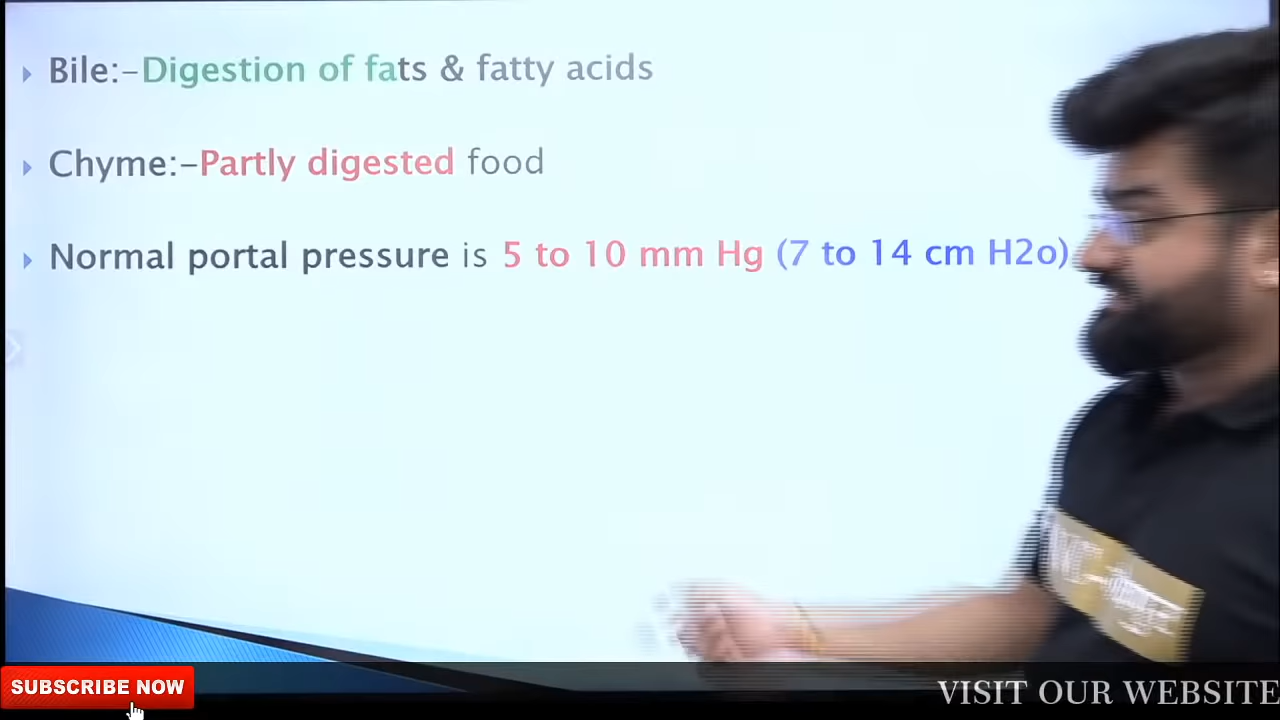 Bile:-Digestion of fats & fatty acids
Chyme:-Partly digested food
Normal portal pressure is 5 to 10 mm Hg (7 to 14 cm H2o)
SUBSCRIBE NOW
VISIT OUR WEBSITE